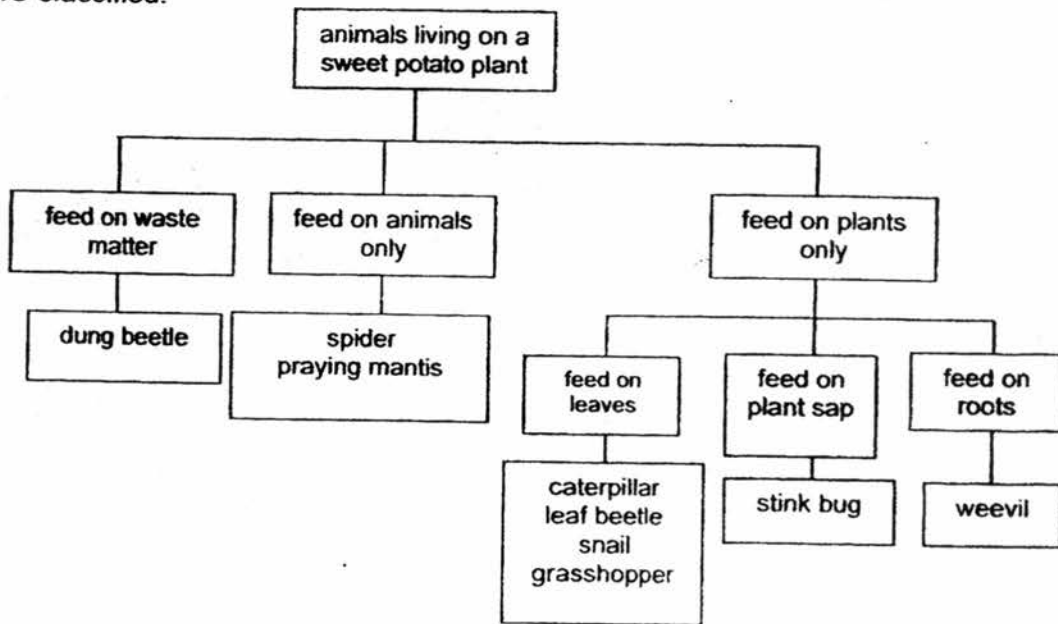 classified.
animals living on a
sweet potato plant
feed on waste
matter
feed on animals
only
feed on plants
only
dung beetle
spider
praying mantis
feed on
leaves
feed on
plant sap
feed on
roots
caterpillar
leaf beetle
snail
grasshopper
stink bug
weevil